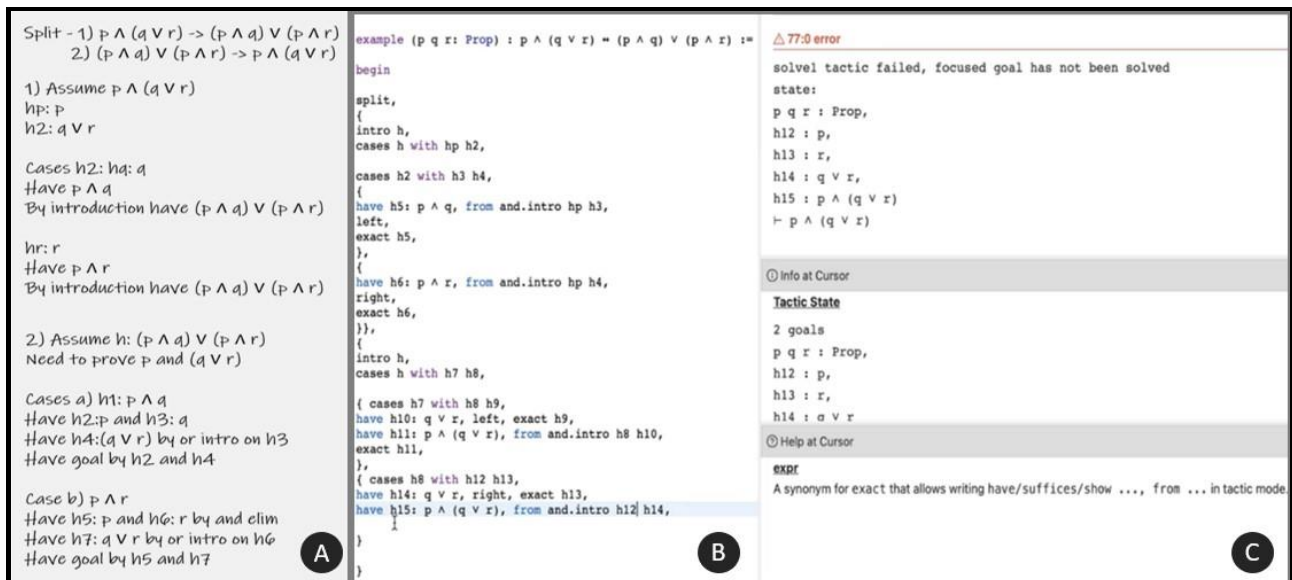 Split - 1) p ∧ (q ∨ r) -> (p ∧ q) ∨ (p ∧ r)
2) (p ∧ q) ∨ (p ∧ r) -> p ∧ (q ∨ r)
1) Assume p ∧ (q ∨ r)
hp: p
h2: q ∨ r
Cases h2: hq: q
Have p ∧ q
By introduction have (p ∧ q) ∨ (p ∧ r)
hr: r
Have p ∧ r
By introduction have (p ∧ q) ∨ (p ∧ r)
2) Assume h: (p ∧ q) ∨ (p ∧ r)
Need to prove p and (q ∨ r)
Cases a) h1: p ∧ q
Have h2:p and h3: q
Have h4:(q ∨ r) by or intro on h3
Have goal by h2 and h4
Case b) p ∧ r
Have h5: p and h6: r by and elim
Have h7: q ∨ r by or intro on h6
Have goal by h5 and h7
A
example (p q r: Prop) : p ∧ (q ∨ r) ↔ (p ∧ q) ∨ (p ∧ r) :=
begin
split,
{
intro h,
cases h with hp h2,
cases h2 with h3 h4,
{
have h5: p ∧ q, from and.intro hp h3,
left,
exact h5,
},
{
have h6: p ∧ r, from and.intro hp h4,
right,
exact h6,
}},
{
intro h,
cases h with h7 h8,
{ cases h7 with h8 h9,
have h10: q ∨ r, left, exact h9,
have h11: p ∧ (q ∨ r), from and.intro h8 h10,
exact h11,
},
{ cases h8 with h12 h13,
have h14: q ∨ r, right, exact h13,
have h15: p ∧ (q ∨ r), from and.intro h12 h14,
}
}
B
77:0 error
solve1 tactic failed, focused goal has not been solved
state:
p q r : Prop,
h12 : p,
h13 : r,
h14 : q ∨ r,
h15 : p ∧ (q ∨ r)
⊢ p ∧ (q ∨ r)
Info at Cursor
Tactic State
2 goals
p q r : Prop,
h12 : p,
h13 : r,
h14 : q ∨ r
Help at Cursor
expr
A synonym for exact that allows writing have/suffices/show ..., from ... in tactic mode.
C